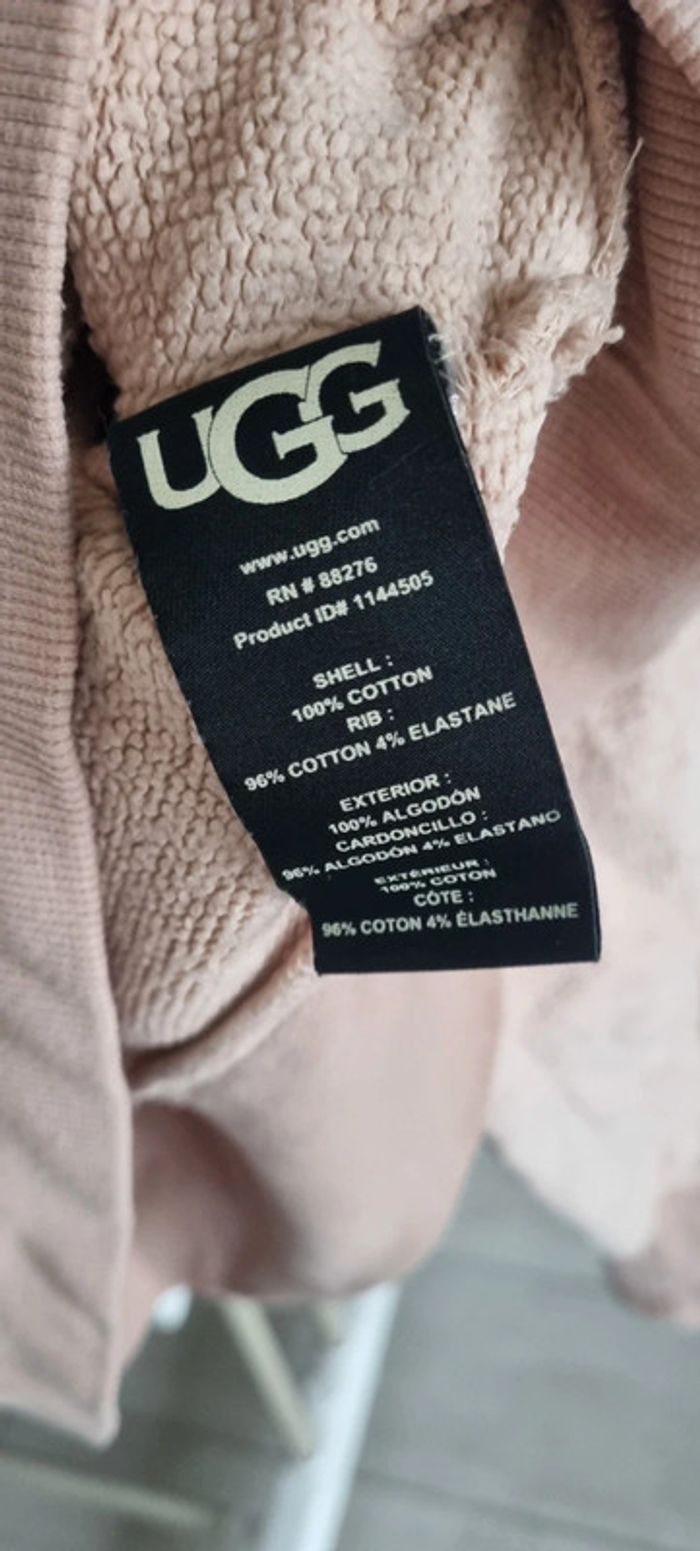 UGG
www.ugg.com
RN # 88276
Product ID# 1144505
SHELL :
100% COTTON
RIB :
96% COTTON 4% ELASTANE
EXTERIOR :
100% ALGODÓN
CARDONCILLO :
96% ALGODÓN 4% ELASTANO
EXTÉRIEUR :
100% COTON
CÔTE :
96% COTON 4% ÉLASTHANNE